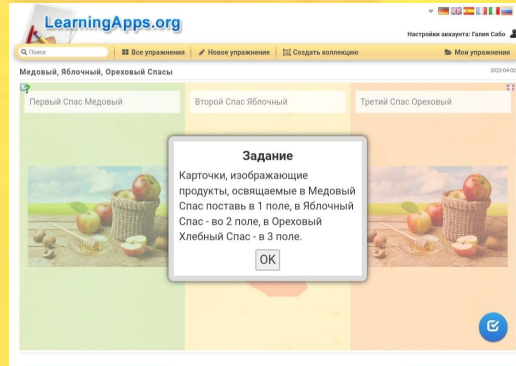 LearningApps.org
Настройки аккаунта: Галия Сабо
Поиск
Все упражнения
Новое упражнение
Создать коллекцию
Мои упражнения
Медовый, Яблочный, Ореховый Спасы
2022-04-02
Первый Спас Медовый
Второй Спас Яблочный
Третий Спас Ореховый
Задание
Карточки, изображающие
продукты, освящаемые в Медовый
Спас поставь в 1 поле, в Яблочный
Спас - во 2 поле, в Ореховый
Хлебный Спас - в 3 поле.
OK